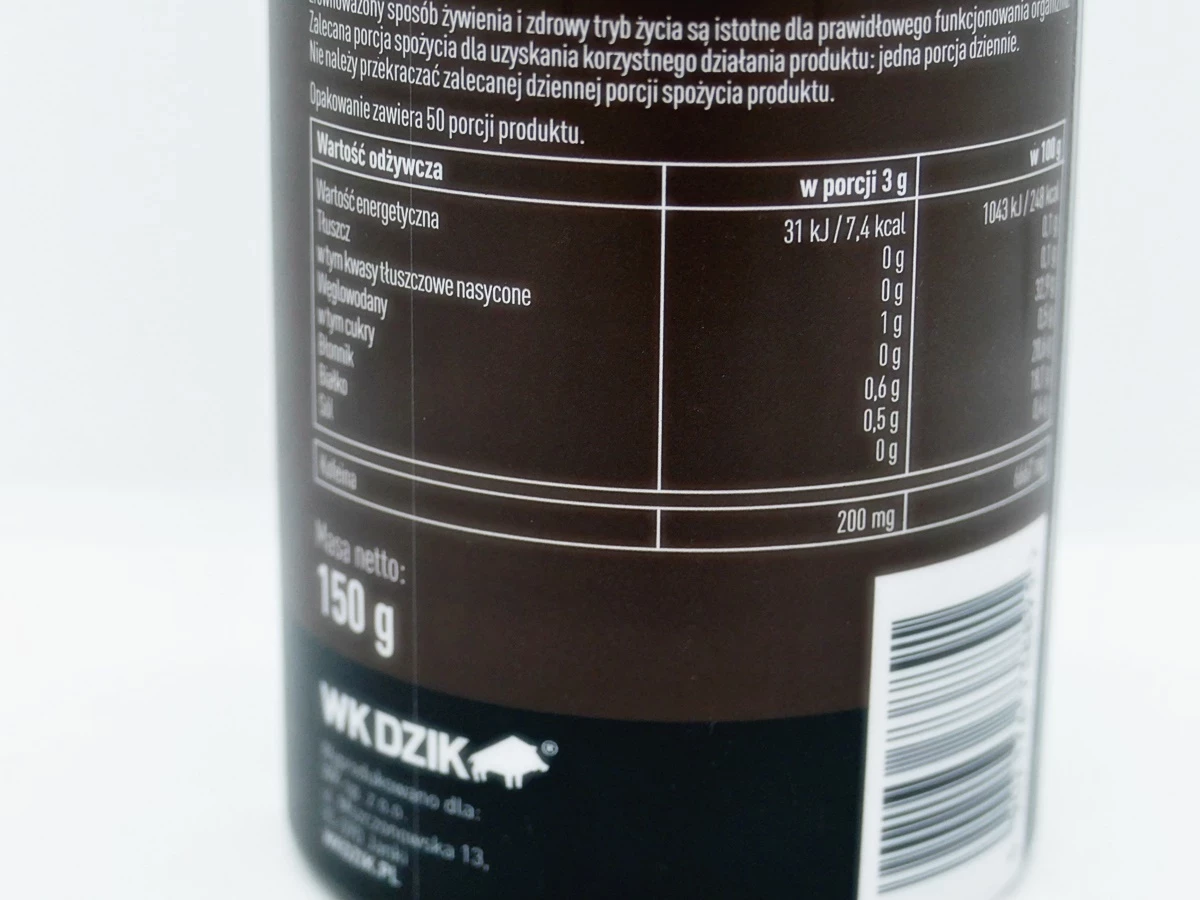 zrównoważony sposób żywienia i zdrowy tryb życia są istotne dla prawidłowego funkcjonowania organizmu.
Zalecana porcja spożycia dla uzyskania korzystnego działania produktu: jedna porcja dziennie.
Nie należy przekraczać zalecanej dziennej porcji spożycia produktu.
Opakowanie zawiera 50 porcji produktu.
Wartość odżywcza w porcji 3 g w 100 g
Wartość energetyczna 31 kJ / 7,4 kcal 1043 kJ / 248 kcal
Tłuszcz 0 g
w tym kwasy tłuszczowe nasycone 0 g
Węglowodany 1 g
w tym cukry 0 g
Błonnik 0,6 g
Białko 0,5 g
Sól 0 g
Kofeina 200 mg
Masa netto:
150 g
WK DZIK ®
Wyprodukowano dla:
13,
WKDZIK.PL